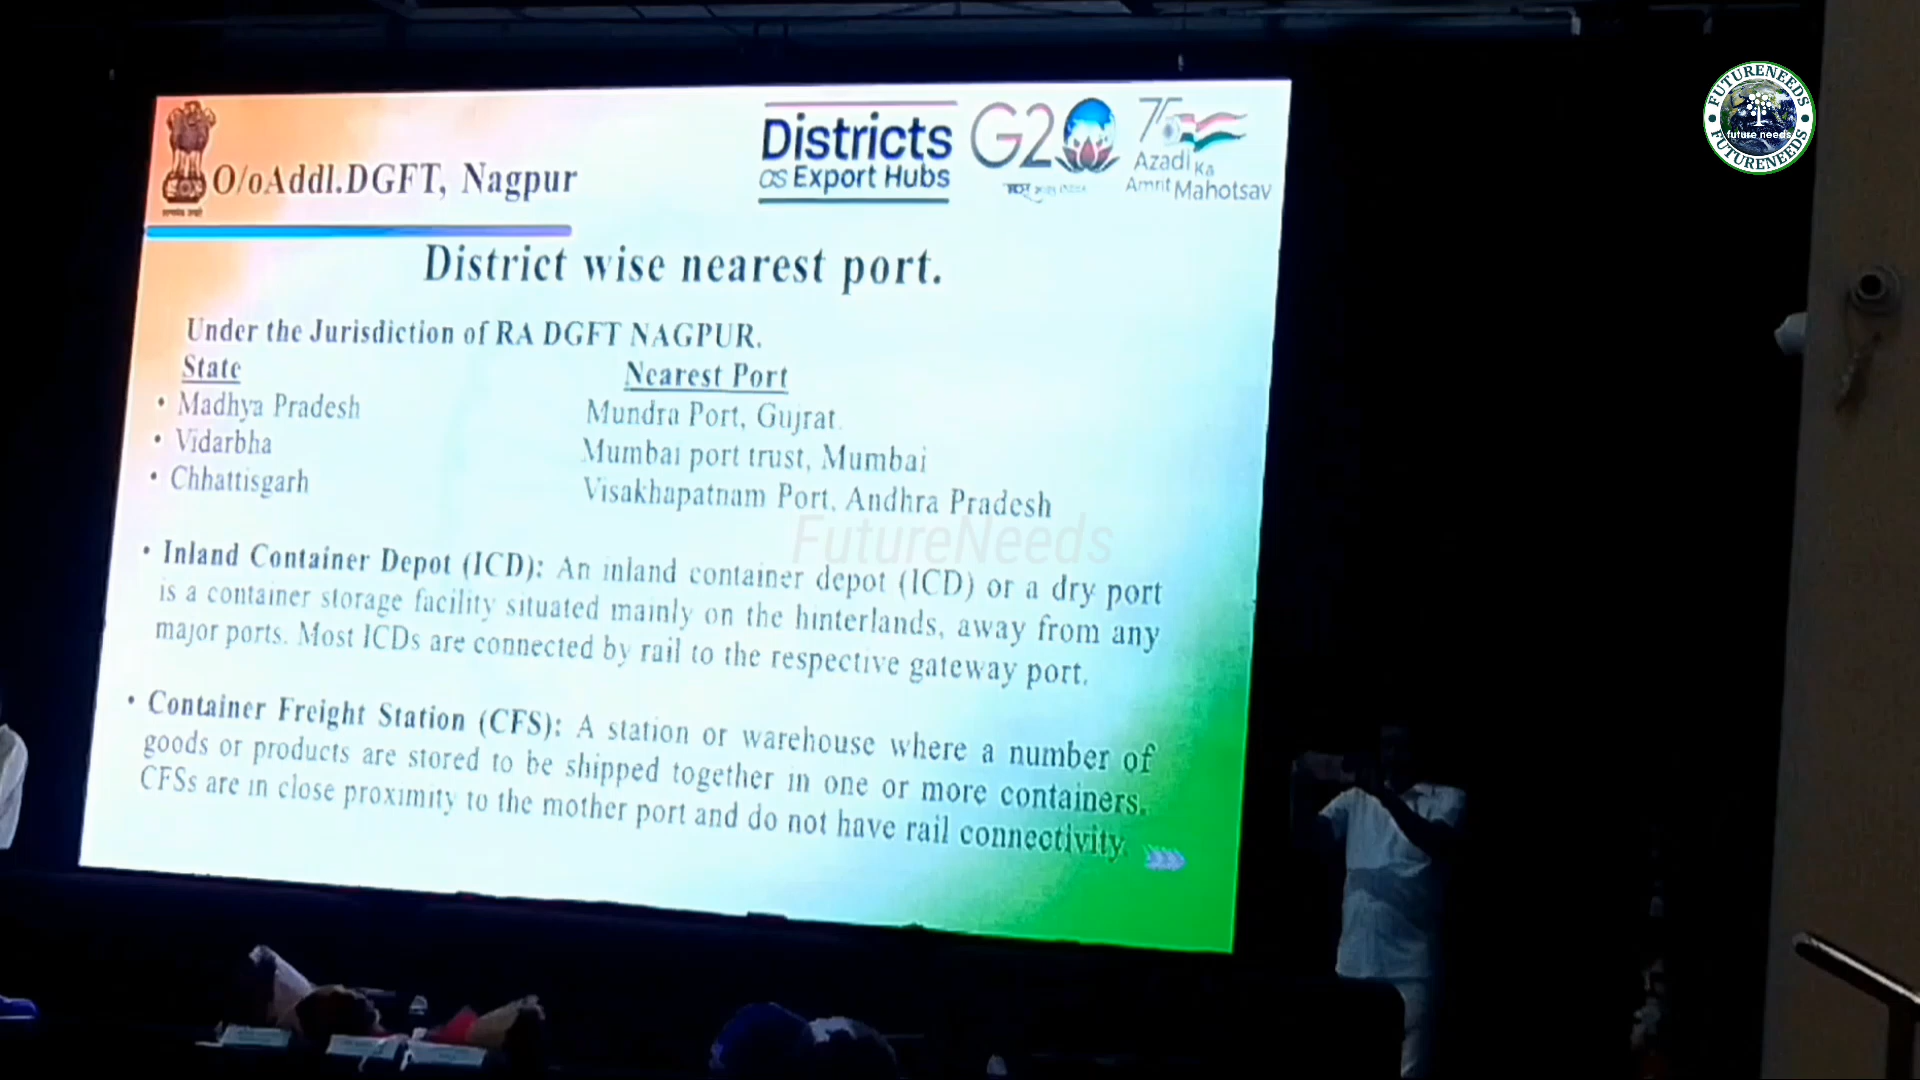 FUTURENEEDS
future needs
FUTURENEEDS
O/oAddl.DGFT, Nagpur
Districts
as Export Hubs
G20
75
Azadi Ka
Amrit Mahotsav
District wise nearest port.
Under the Jurisdiction of RA DGFT NAGPUR.
State Nearest Port
• Madhya Pradesh Mundra Port, Gujrat.
• Vidarbha Mumbai port trust, Mumbai
• Chhattisgarh Visakhapatnam Port, Andhra Pradesh
FutureNeeds
• Inland Container Depot (ICD): An inland container depot (ICD) or a dry port
is a container storage facility situated mainly on the hinterlands, away from any
major ports. Most ICDs are connected by rail to the respective gateway port.
• Container Freight Station (CFS): A station or warehouse where a number of
goods or products are stored to be shipped together in one or more containers.
CFSs are in close proximity to the mother port and do not have rail connectivity.